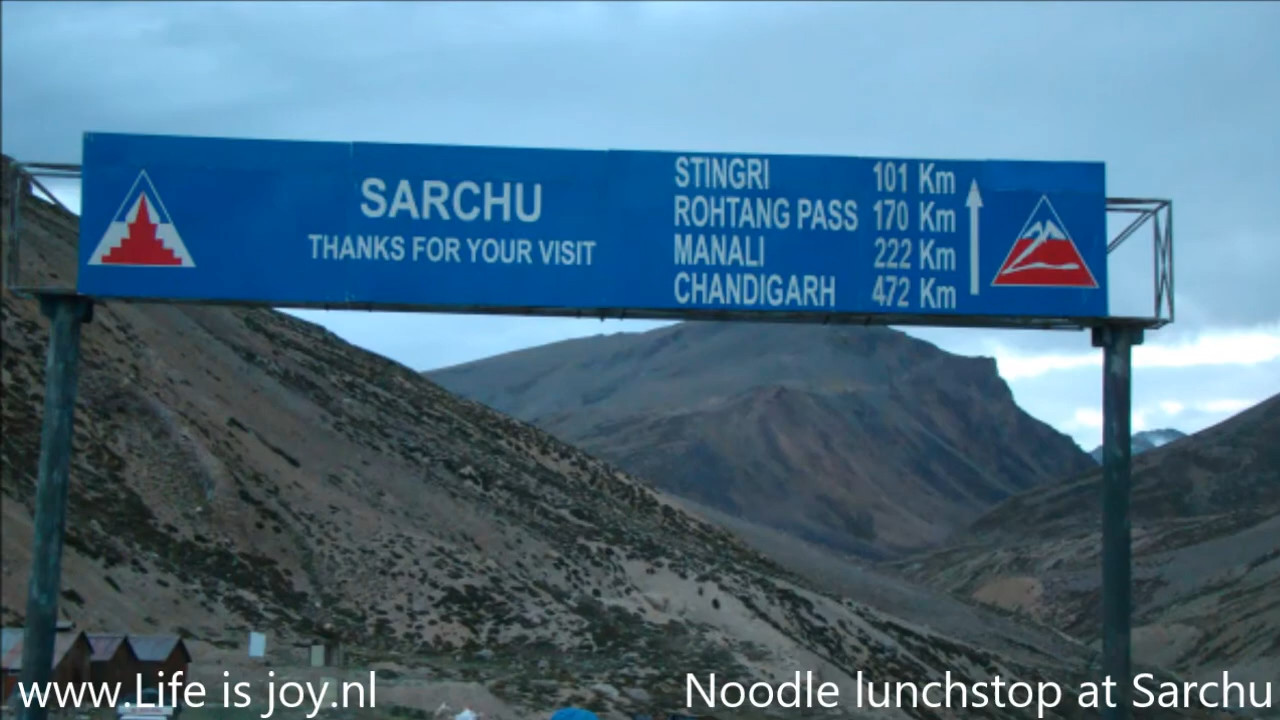 SARCHU
THANKS FOR YOUR VISIT
STINGRI 101 Km
ROHTANG PASS 170 Km
MANALI 222 Km
CHANDIGARH 472 Km
www.Life is joy.nl
Noodle lunchstop at Sarchu